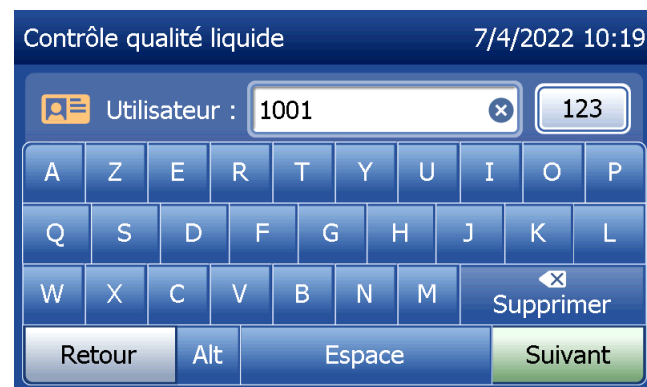 Contrôle qualité liquide 7/4/2022 10:19
Utilisateur : 1001 123
A Z E R T Y U I O P
Q S D F G H J K L
W X C V B N M Supprimer
Retour Alt Espace Suivant